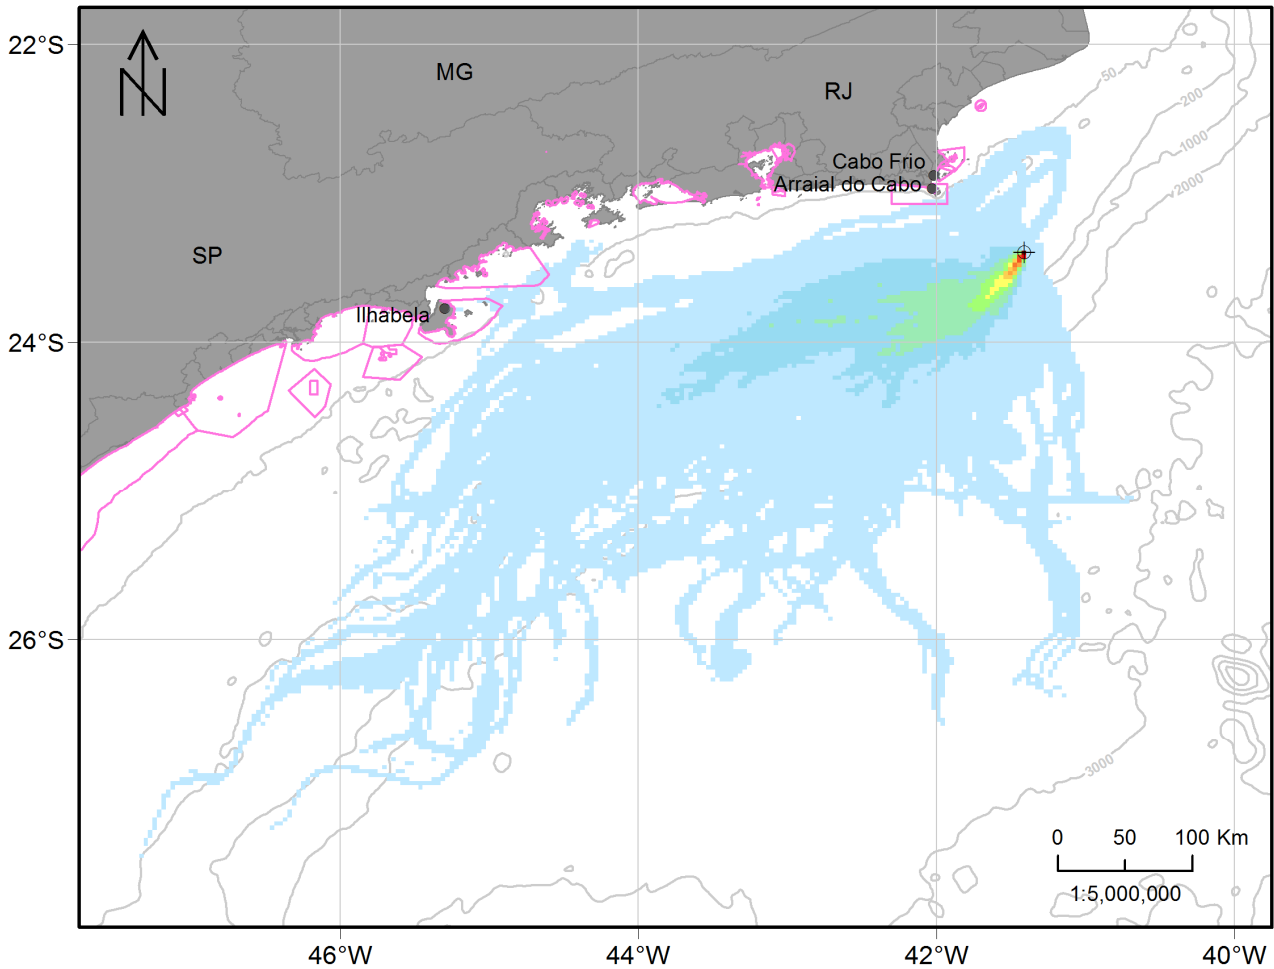 22°S
N
MG
RJ
50
200
1000
2000
Cabo Frio
Arraial do Cabo
SP
Ilhabela
24°S
26°S
3000
0 50 100 Km
1:5,000,000
46°W 44°W 42°W 40°W